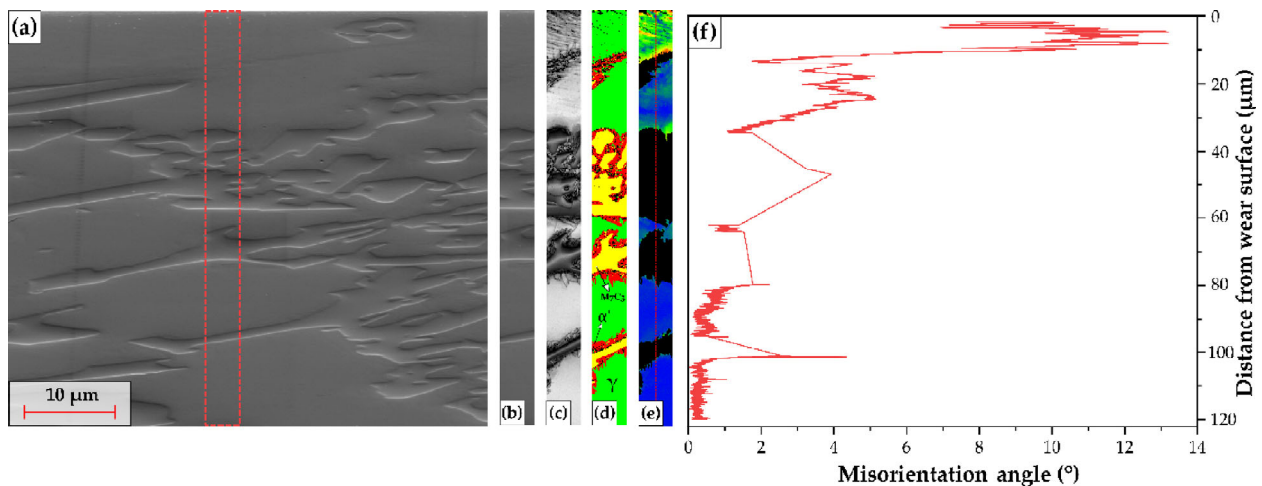 (a)
10 μm
(b)
(c)
M₇C₃
α'
γ
(d)
(e)
(f)
0
20
40
60
80
100
120
Distance from wear surface (μm)
0 2 4 6 8 10 12 14
Misorientation angle (°)